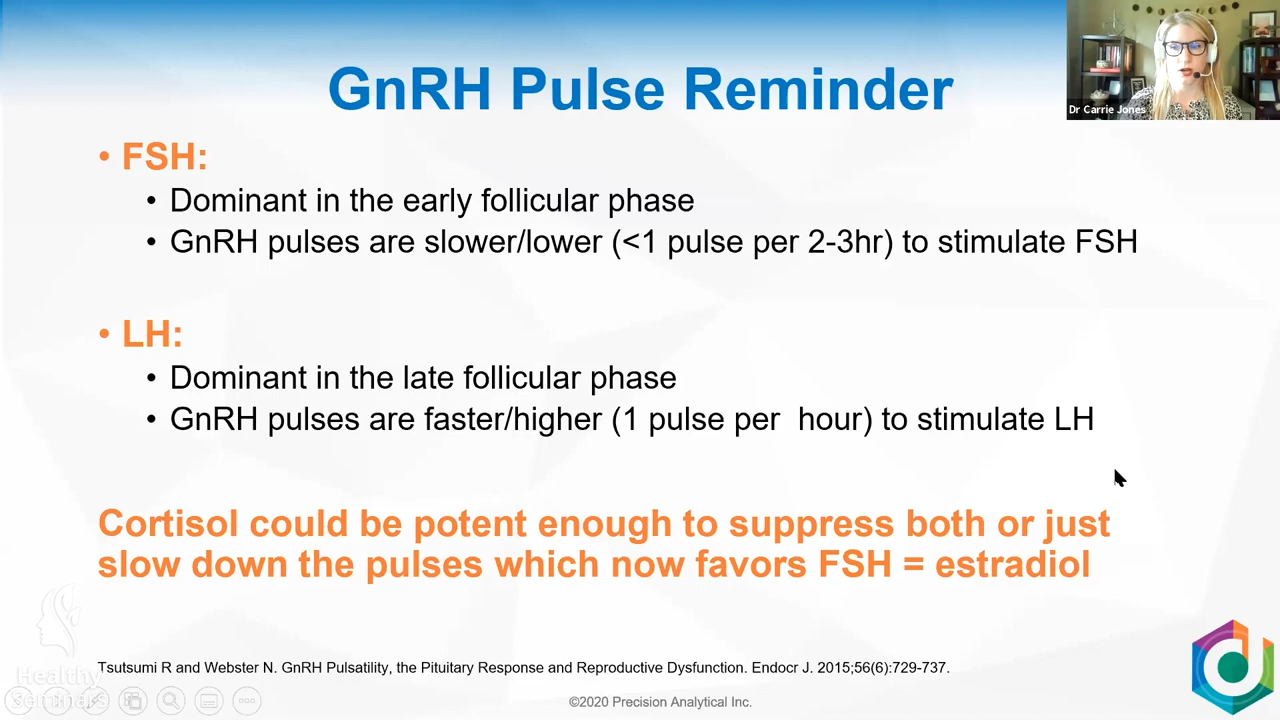 GnRH Pulse Reminder
Dr Carrie Jones
• FSH:
• Dominant in the early follicular phase
• GnRH pulses are slower/lower (<1 pulse per 2-3hr) to stimulate FSH
• LH:
• Dominant in the late follicular phase
• GnRH pulses are faster/higher (1 pulse per  hour) to stimulate LH
Cortisol could be potent enough to suppress both or just
slow down the pulses which now favors FSH = estradiol
Healthy
Seminars
Tsutsumi R and Webster N. GnRH Pulsatility, the Pituitary Response and Reproductive Dysfunction. Endocr J. 2015;56(6):729-737.
©2020 Precision Analytical Inc.